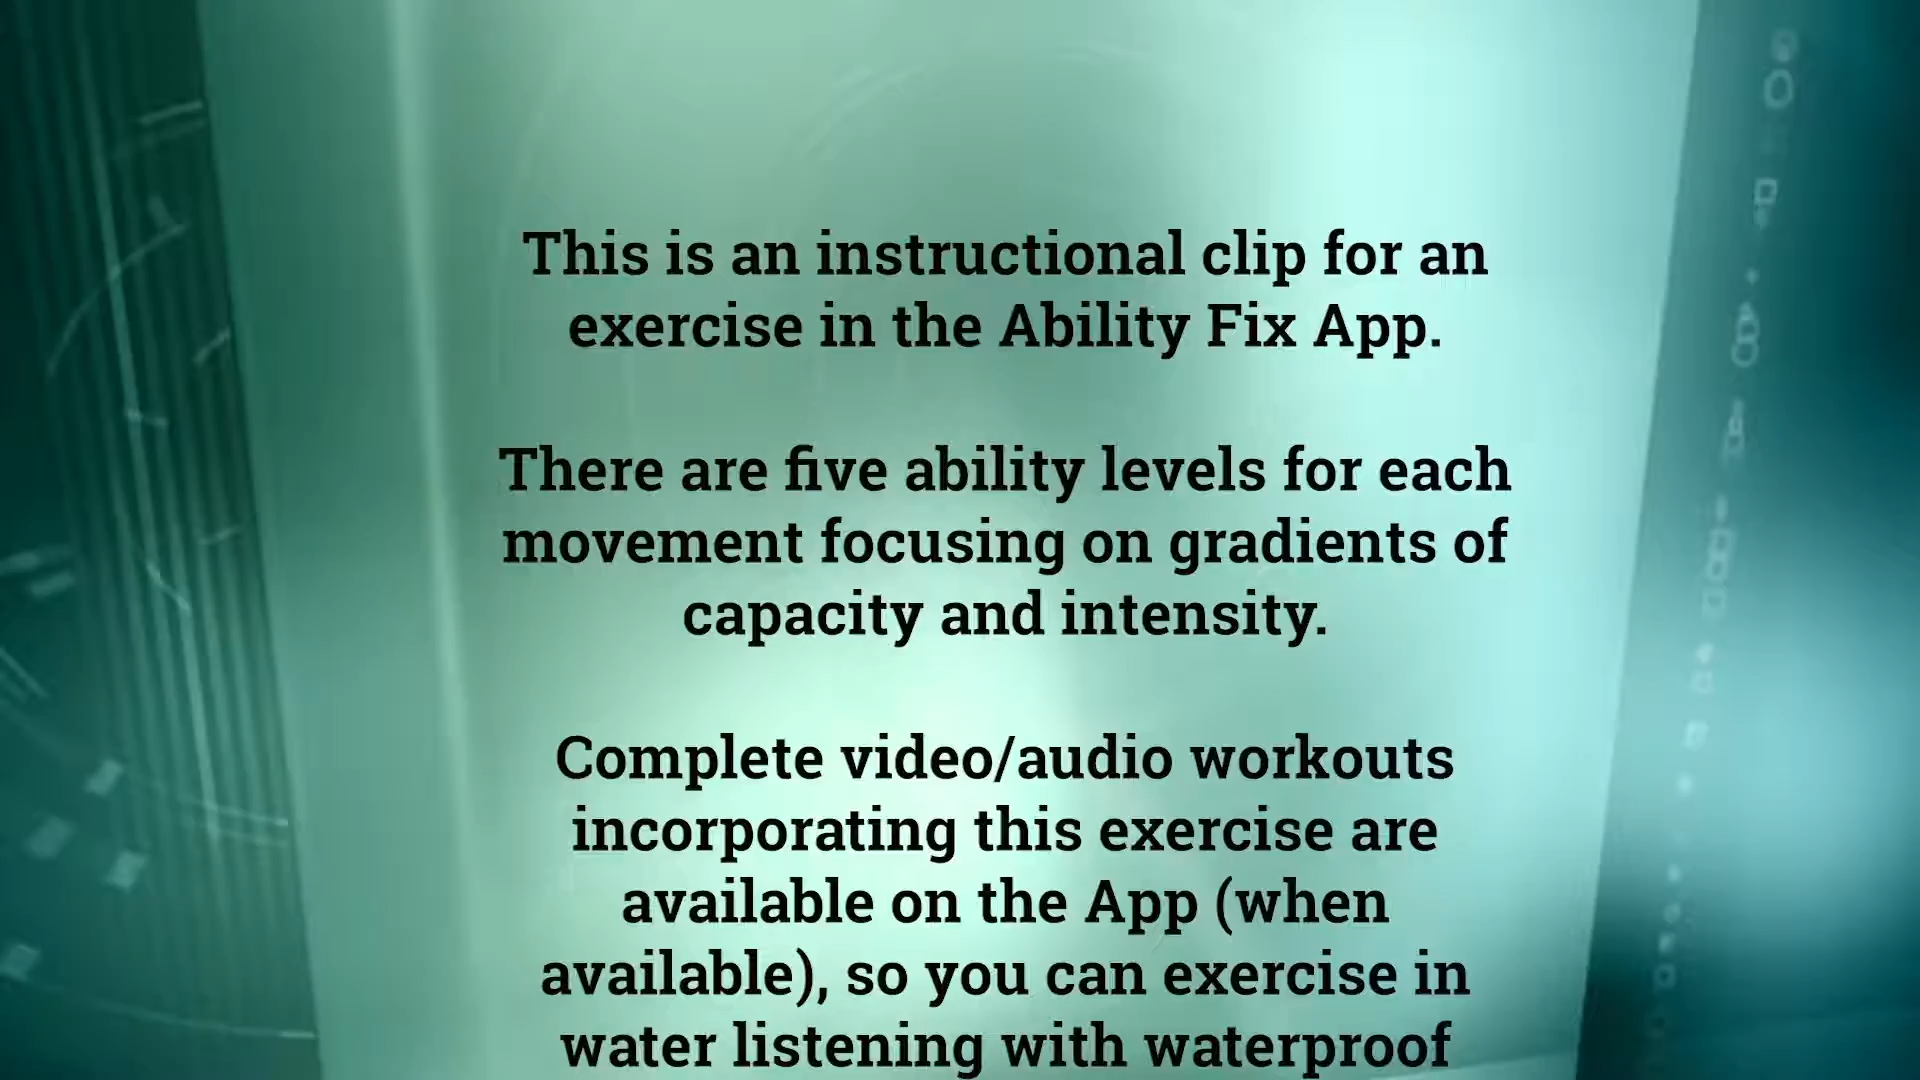 This is an instructional clip for an
exercise in the Ability Fix App.
There are five ability levels for each
movement focusing on gradients of
capacity and intensity.
Complete video/audio workouts
incorporating this exercise are
available on the App (when
available), so you can exercise in
water listening with waterproof